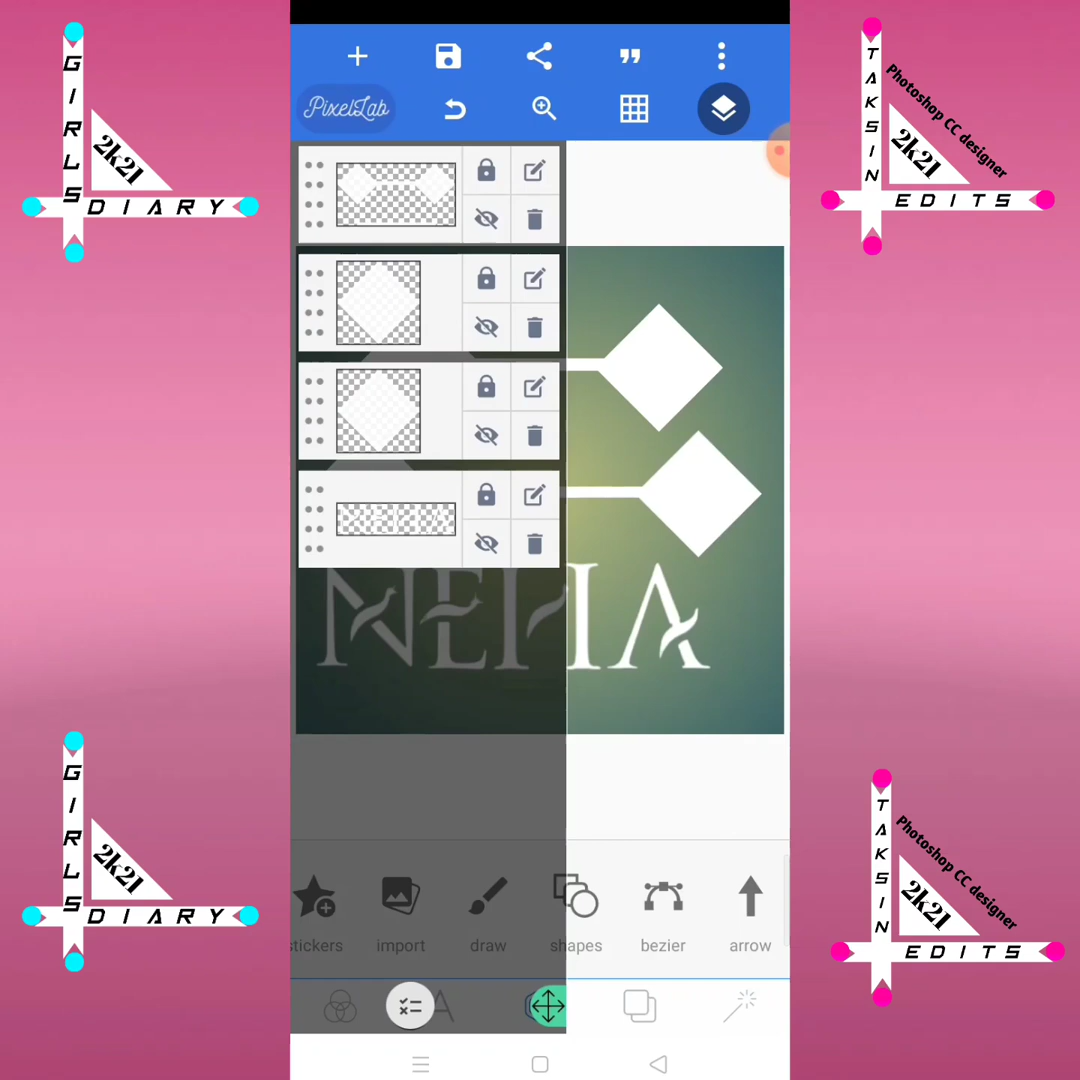 GIRLS
DIARY
2k21
TAKSIN
Photoshop CC designer
2k21
EDITS
PixelLab
stickers
import
draw
shapes
bezier
arrow
GIRLS
DIARY
2k21
TAKSIN
Photoshop CC designer
2k21
EDITS